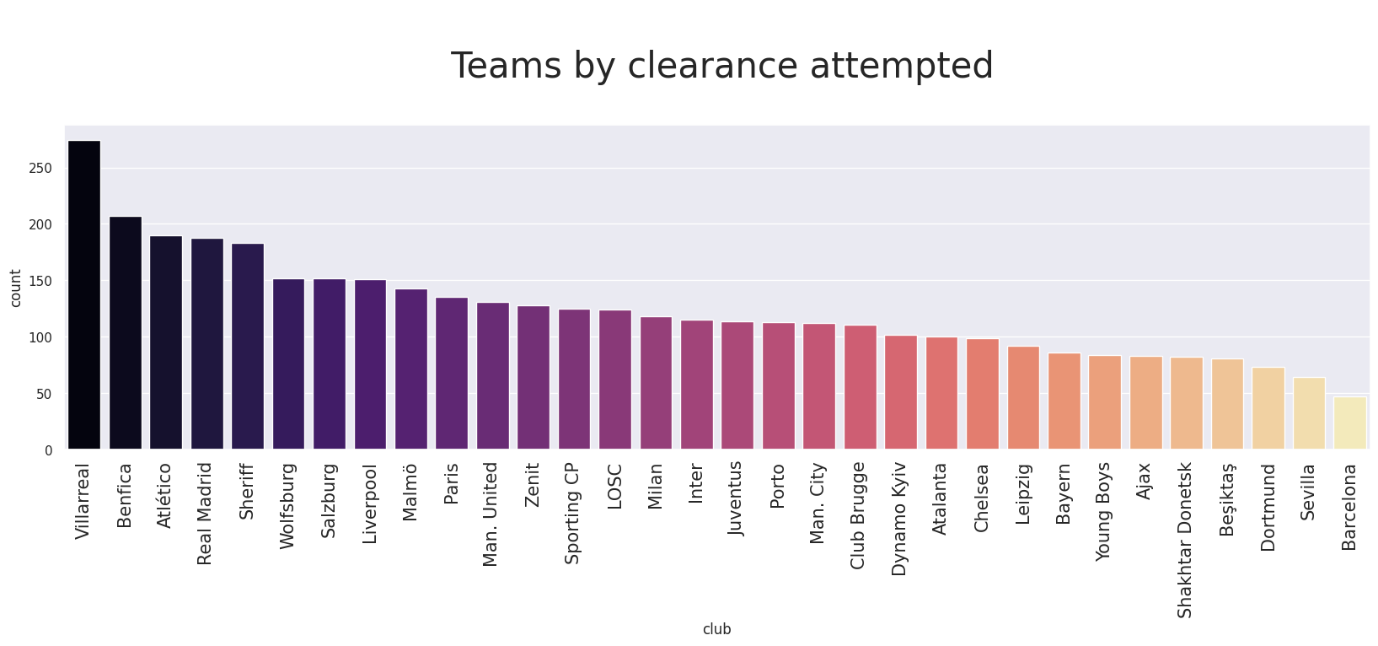 Teams by clearance attempted
250
200
150
100
50
0
count
Villarreal
Benfica
Atlético
Real Madrid
Sheriff
Wolfsburg
Salzburg
Liverpool
Malmö
Paris
Man. United
Zenit
Sporting CP
LOSC
Milan
Inter
Juventus
Porto
Man. City
Club Brugge
Dynamo Kyiv
Atalanta
Chelsea
Leipzig
Bayern
Young Boys
Ajax
Shakhtar Donetsk
Beşiktaş
Dortmund
Sevilla
Barcelona
club